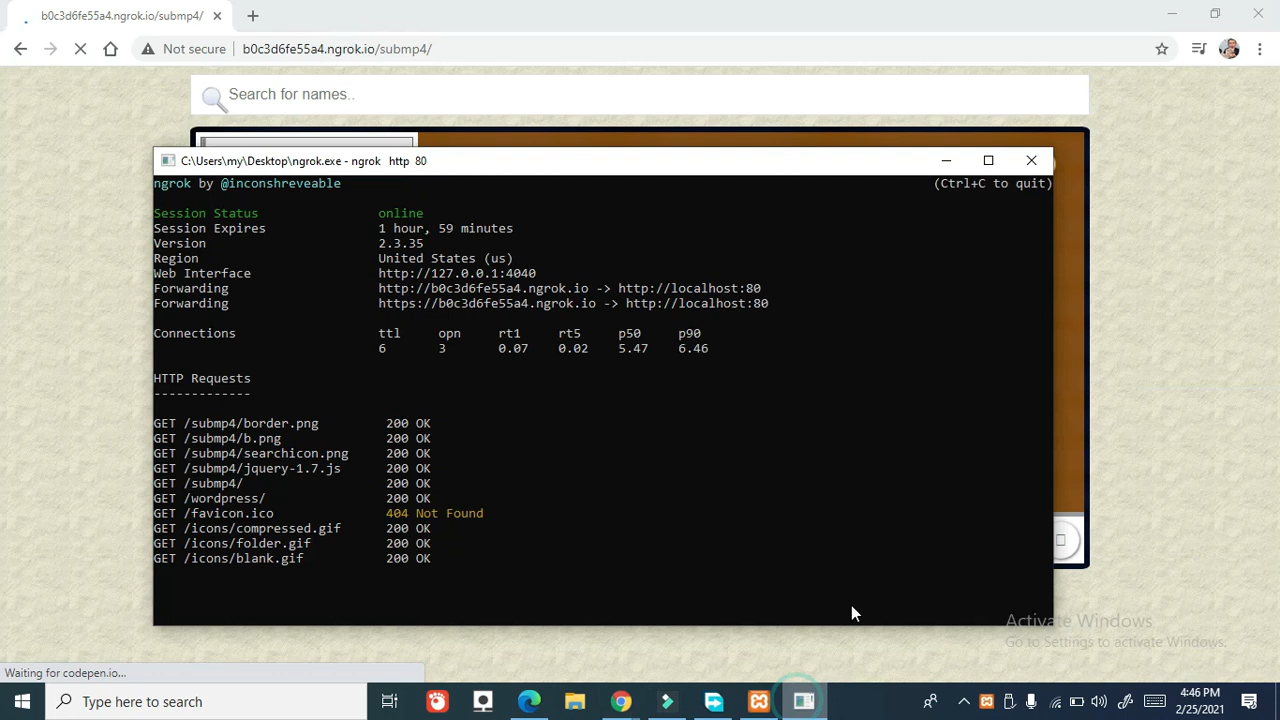 b0c3d6fe55a4.ngrok.io/submp4/
Not secure b0c3d6fe55a4.ngrok.io/submp4/
Search for names..
C:\Users\my\Desktop\ngrok.exe - ngrok http 80
ngrok by @inconshreveable (Ctrl+C to quit)
Session Status online
Session Expires 1 hour, 59 minutes
Version 2.3.35
Region United States (us)
Web Interface http://127.0.0.1:4040
Forwarding http://b0c3d6fe55a4.ngrok.io -> http://localhost:80
Forwarding https://b0c3d6fe55a4.ngrok.io -> http://localhost:80
Connections ttl opn rt1 rt5 p50 p90
6 3 0.07 0.02 5.47 6.46
HTTP Requests
-------------
GET /submp4/border.png 200 OK
GET /submp4/b.png 200 OK
GET /submp4/searchicon.png 200 OK
GET /submp4/jquery-1.7.js 200 OK
GET /submp4/ 200 OK
GET /wordpress/ 200 OK
GET /favicon.ico 404 Not Found
GET /icons/compressed.gif 200 OK
GET /icons/folder.gif 200 OK
GET /icons/blank.gif 200 OK
Activate Windows
Go to Settings to activate Windows.
Waiting for codepen.io...
Type here to search
4:46 PM
2/25/2021